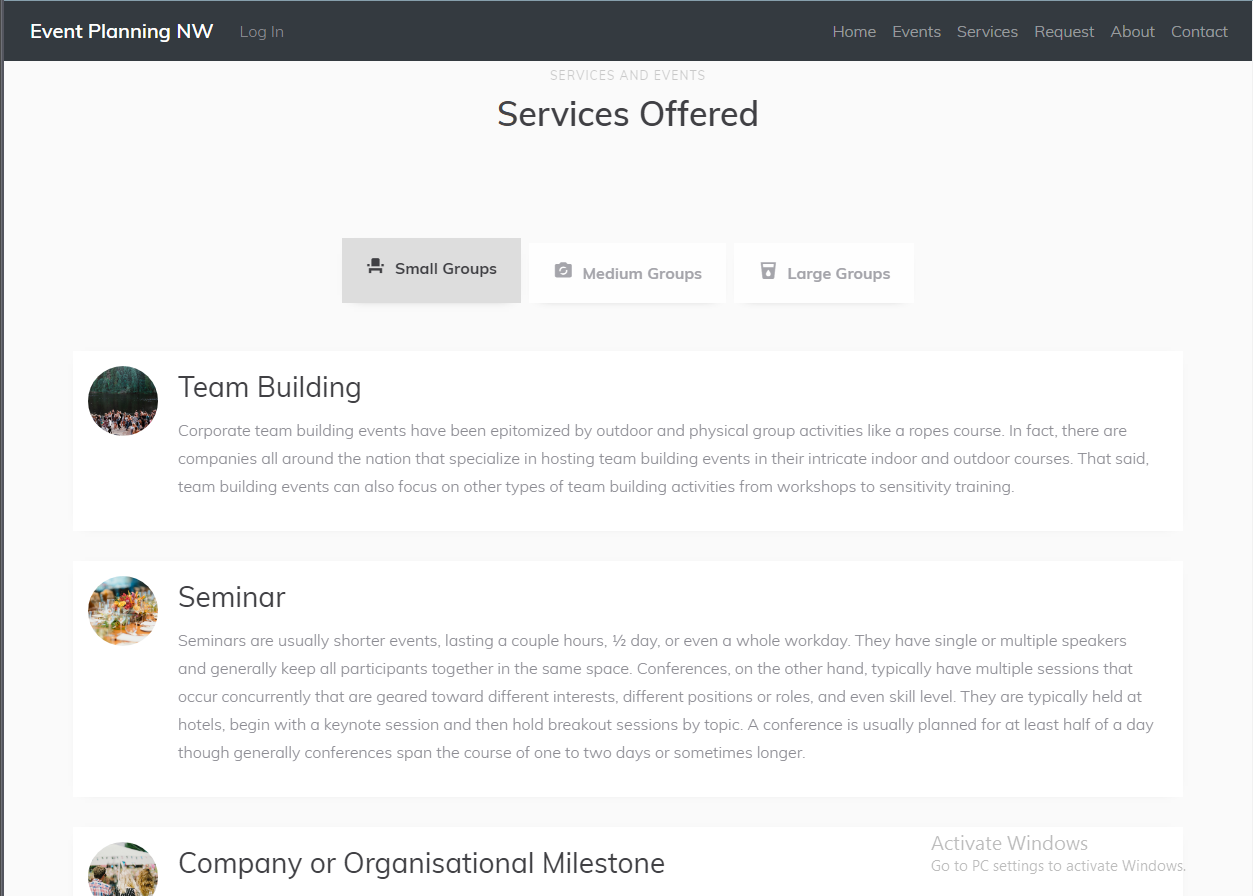 Event Planning NW Log In Home Events Services Request About Contact
SERVICES AND EVENTS
Services Offered
Small Groups Medium Groups Large Groups
Team Building
Corporate team building events have been epitomized by outdoor and physical group activities like a ropes course. In fact, there are
companies all around the nation that specialize in hosting team building events in their intricate indoor and outdoor courses. That said,
team building events can also focus on other types of team building activities from workshops to sensitivity training.
Seminar
Seminars are usually shorter events, lasting a couple hours, ½ day, or even a whole workday. They have single or multiple speakers
and generally keep all participants together in the same space. Conferences, on the other hand, typically have multiple sessions that
occur concurrently that are geared toward different interests, different positions or roles, and even skill level. They are typically held at
hotels, begin with a keynote session and then hold breakout sessions by topic. A conference is usually planned for at least half of a day
though generally conferences span the course of one to two days or sometimes longer.
Company or Organisational Milestone
Activate Windows
Go to PC settings to activate Windows.